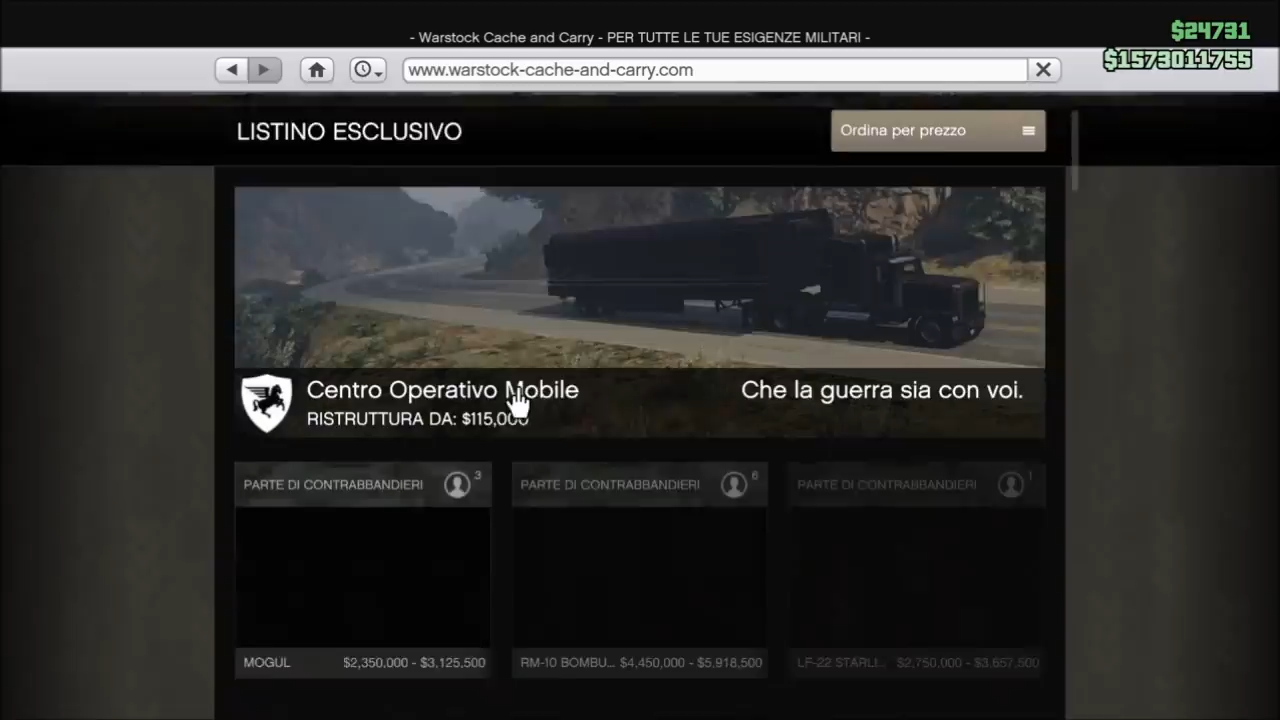 - Warstock Cache and Carry - PER TUTTE LE TUE ESIGENZE MILITARI -
$24731
$1573011755
www.warstock-cache-and-carry.com
LISTINO ESCLUSIVO
Ordina per prezzo
Centro Operativo Mobile
Che la guerra sia con voi.
RISTRUTTURA DA: $115,000
PARTE DI CONTRABBANDIERI 3
PARTE DI CONTRABBANDIERI 6
PARTE DI CONTRABBANDIERI 1
MOGUL $2,350,000 - $3,125,500
RM-10 BOMBU... $4,450,000 - $5,918,500
LF-22 STARLI... $2,750,000 - $3,657,500